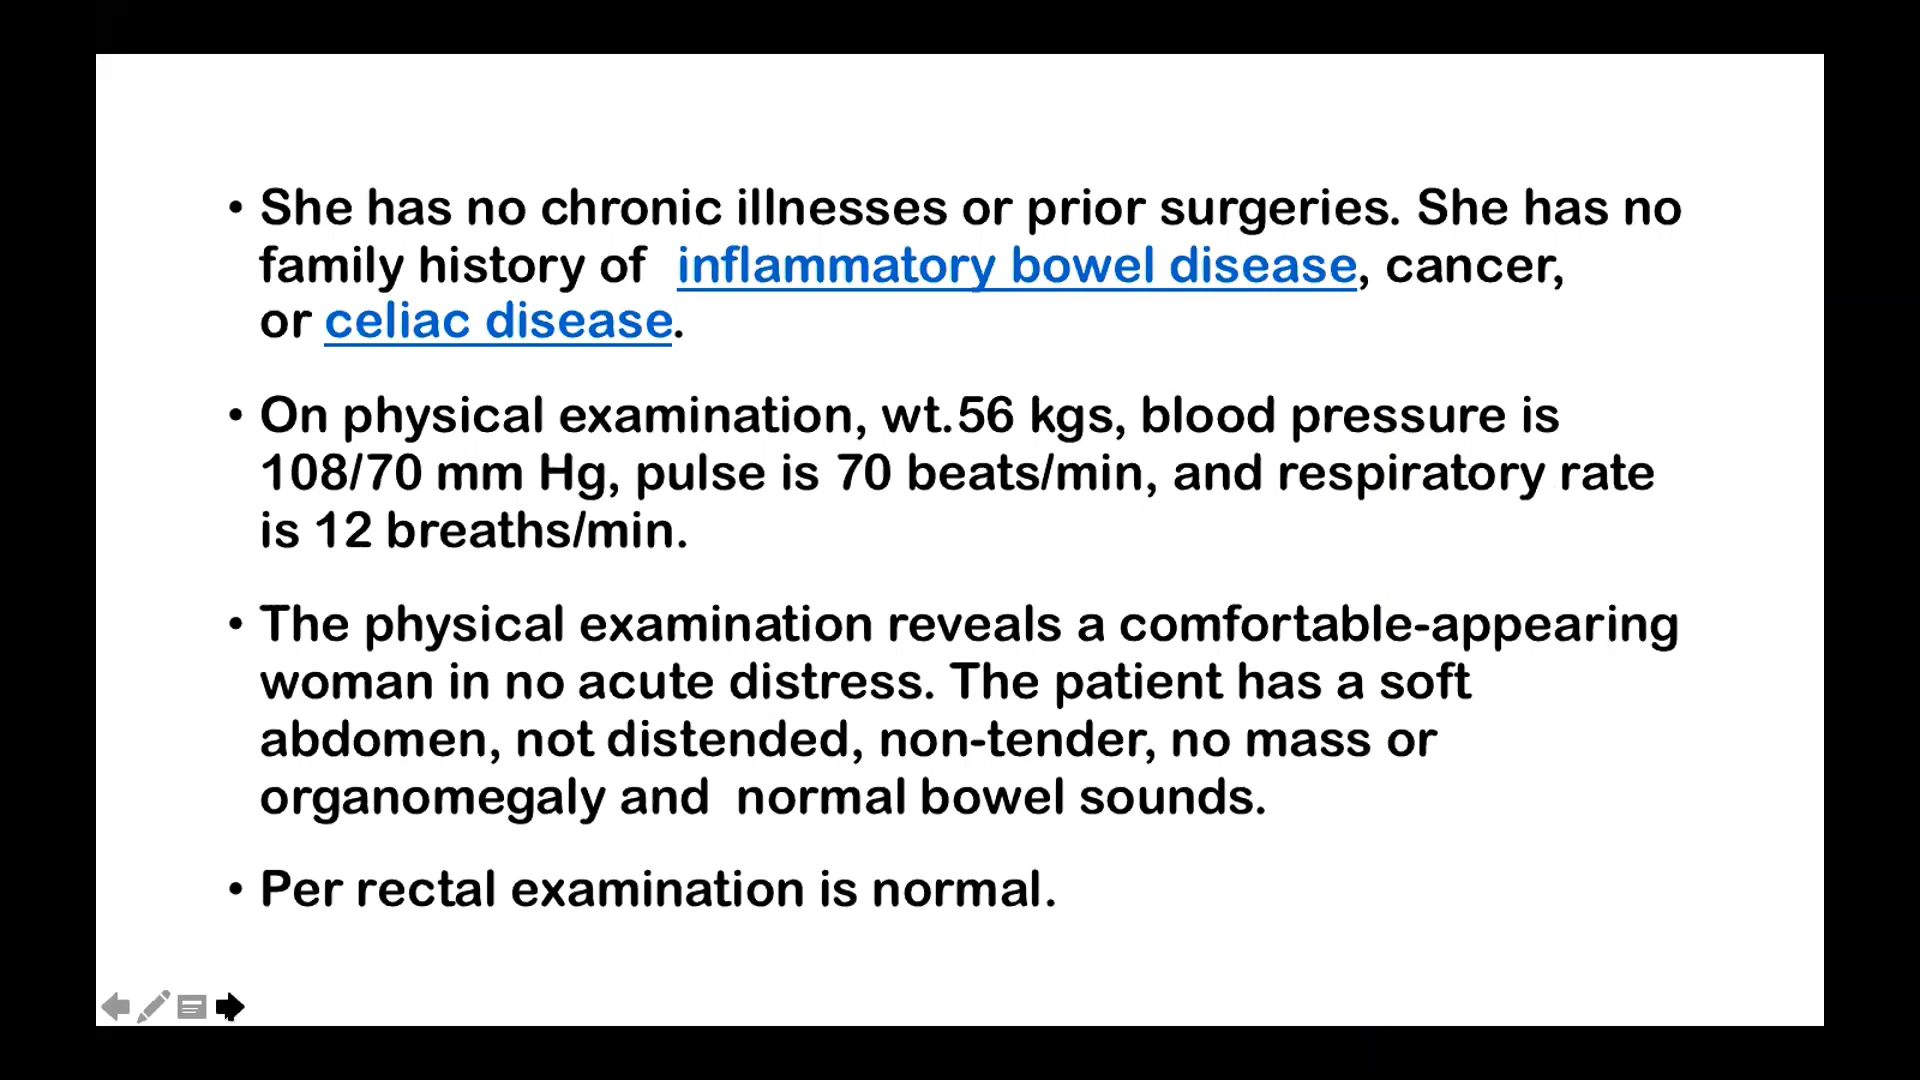 • She has no chronic illnesses or prior surgeries. She has no
family history of  inflammatory bowel disease, cancer,
or celiac disease.
• On physical examination, wt.56 kgs, blood pressure is
108/70 mm Hg, pulse is 70 beats/min, and respiratory rate
is 12 breaths/min.
• The physical examination reveals a comfortable-appearing
woman in no acute distress. The patient has a soft
abdomen, not distended, non-tender, no mass or
organomegaly and  normal bowel sounds.
• Per rectal examination is normal.